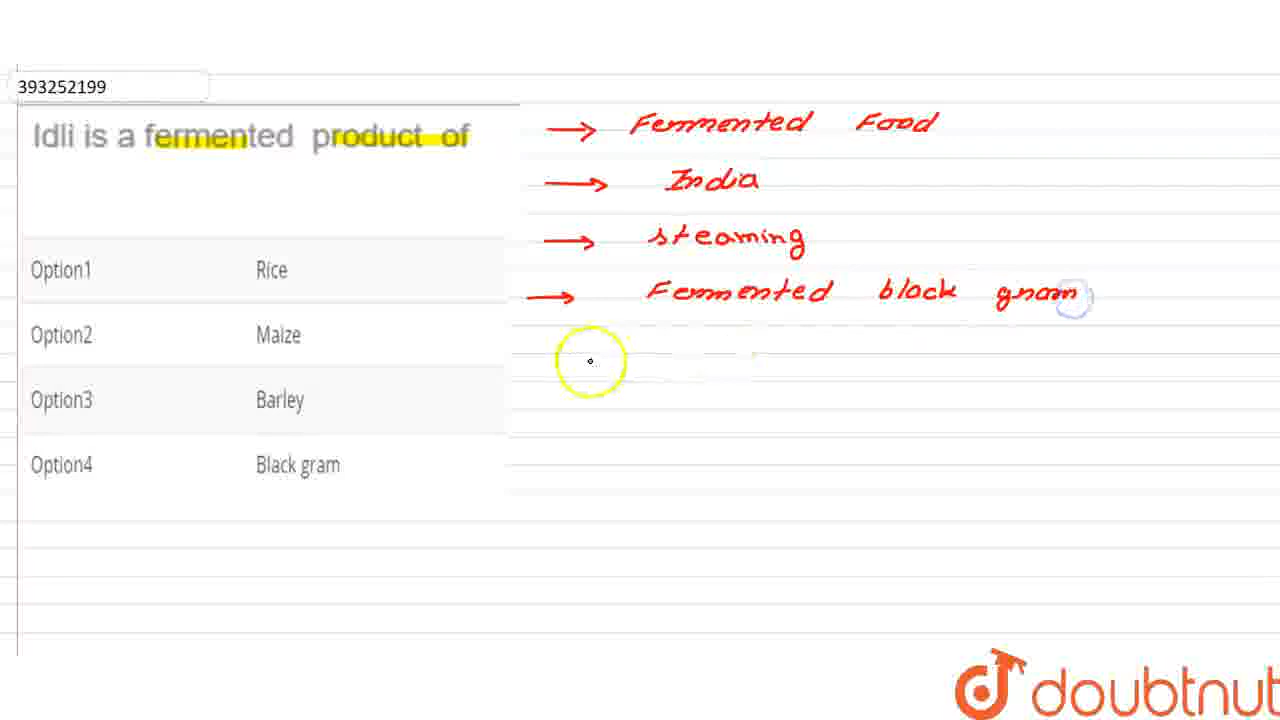 393252199
Idli is a fermented product of
Option1 Rice
Option2 Maize
Option3 Barley
Option4 Black gram
→ Fermented Food
→ India
→ steaming
→ Fermented black gram
doubtnut